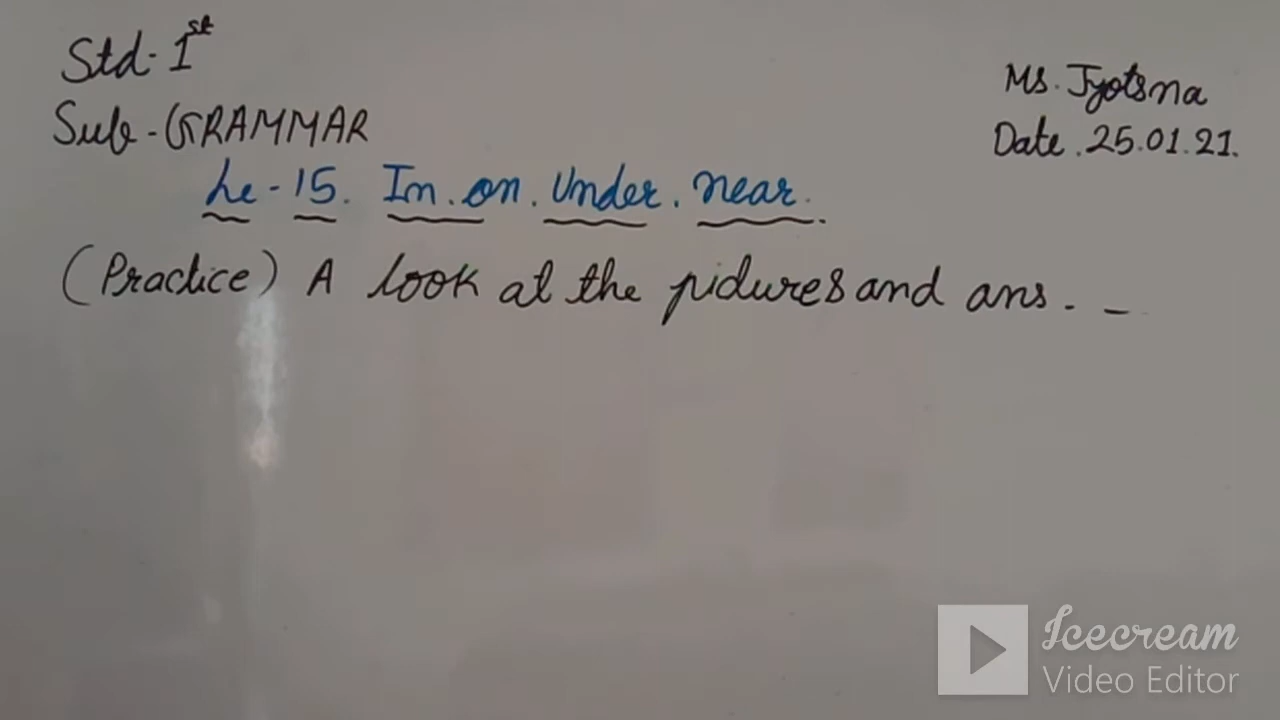 Std- 1st
Ms. Jyotsna
Sub-GRAMMAR
Date.25.01.21.
Le-15. In.on.Under.near.
(Practice) A look at the pictures and ans. -
Icecream
Video Editor